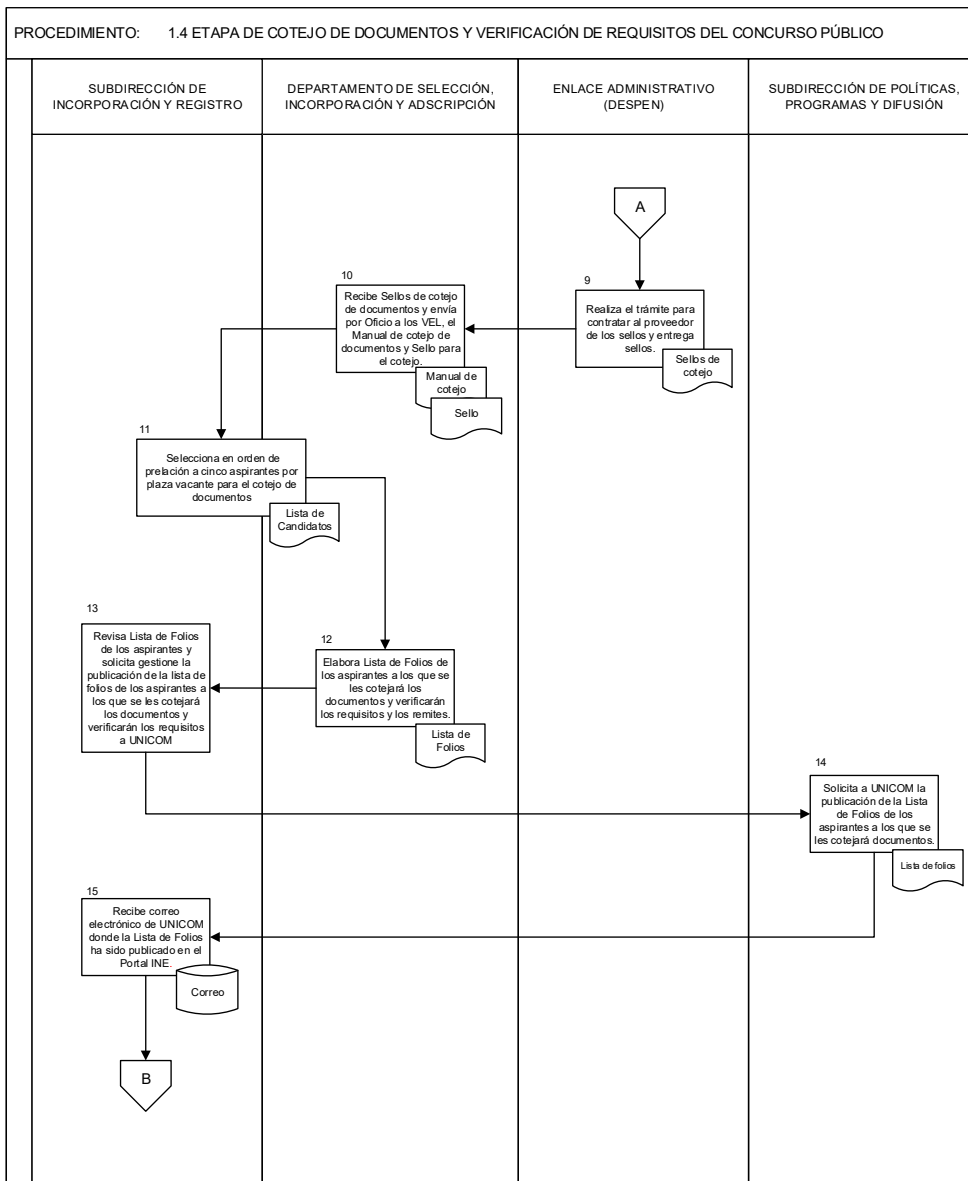 PROCEDIMIENTO: 1.4 ETAPA DE COTEJO DE DOCUMENTOS Y VERIFICACIÓN DE REQUISITOS DEL CONCURSO PÚBLICO
SUBDIRECCIÓN DE
INCORPORACIÓN Y REGISTRO
DEPARTAMENTO DE SELECCIÓN,
INCORPORACIÓN Y ADSCRIPCIÓN
ENLACE ADMINISTRATIVO
(DESPEN)
SUBDIRECCIÓN DE POLÍTICAS,
PROGRAMAS Y DIFUSIÓN
A
9
Realiza el trámite para
contratar al proveedor
de los sellos y entrega
sellos.
Sellos de
cotejo
10
Recibe Sellos de cotejo
de documentos y envía
por Oficio a los VEL, el
Manual de cotejo de
documentos y Sello para
el cotejo.
Manual de
cotejo
Sello
11
Selecciona en orden de
prelación a cinco aspirantes por
plaza vacante para el cotejo de
documentos
Lista de
Candidatos
12
Elabora Lista de Folios de
los aspirantes a los que se
les cotejará los
documentos y verificarán
los requisitos y los remites.
Lista de
Folios
13
Revisa Lista de Folios
de los aspirantes y
solicita gestione la
publicación de la lista de
folios de los aspirantes a
los que se les cotejará
los documentos y
verificarán los requisitos
a UNICOM
14
Solicita a UNICOM la
publicación de la Lista
de Folios de los
aspirantes a los que se
les cotejará documentos.
Lista de folios
15
Recibe correo
electrónico de UNICOM
donde la Lista de Folios
ha sido publicado en el
Portal INE.
Correo
B